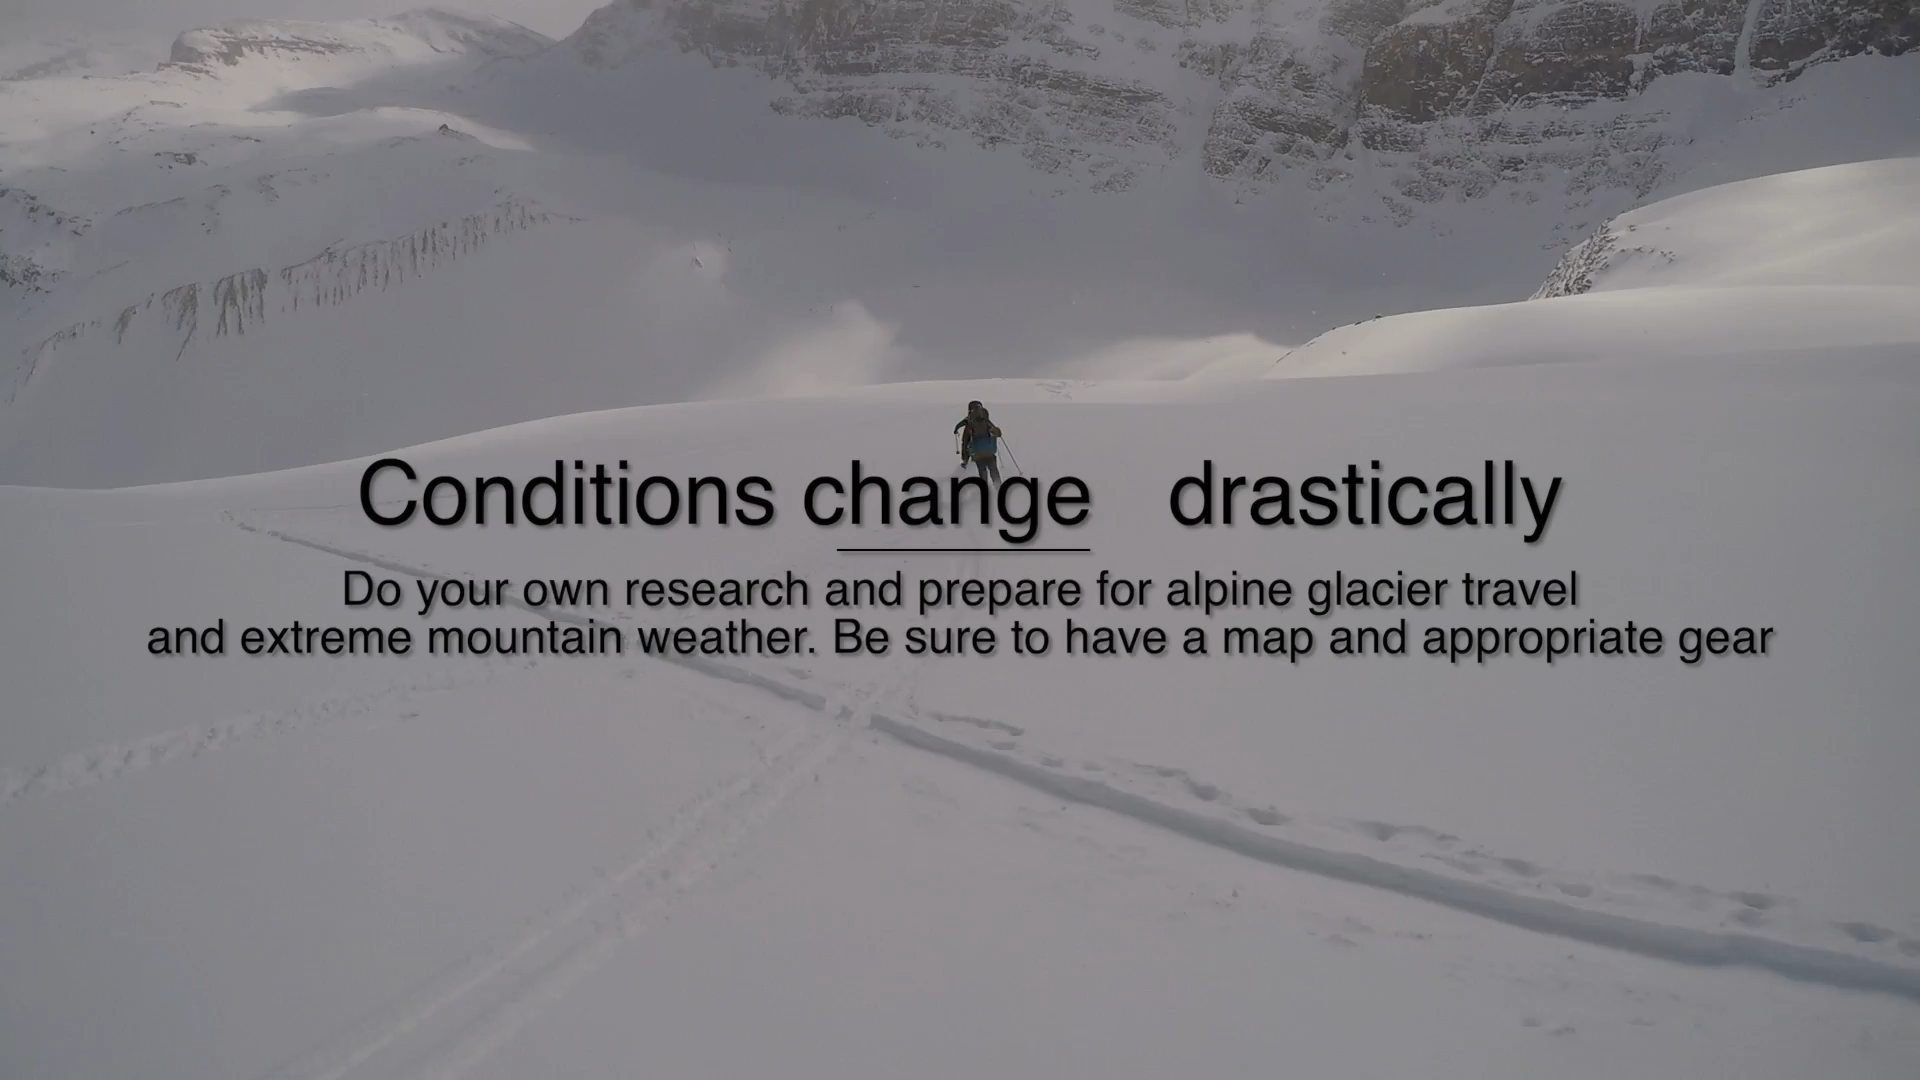 Conditions change drastically
Do your own research and prepare for alpine glacier travel
and extreme mountain weather. Be sure to have a map and appropriate gear